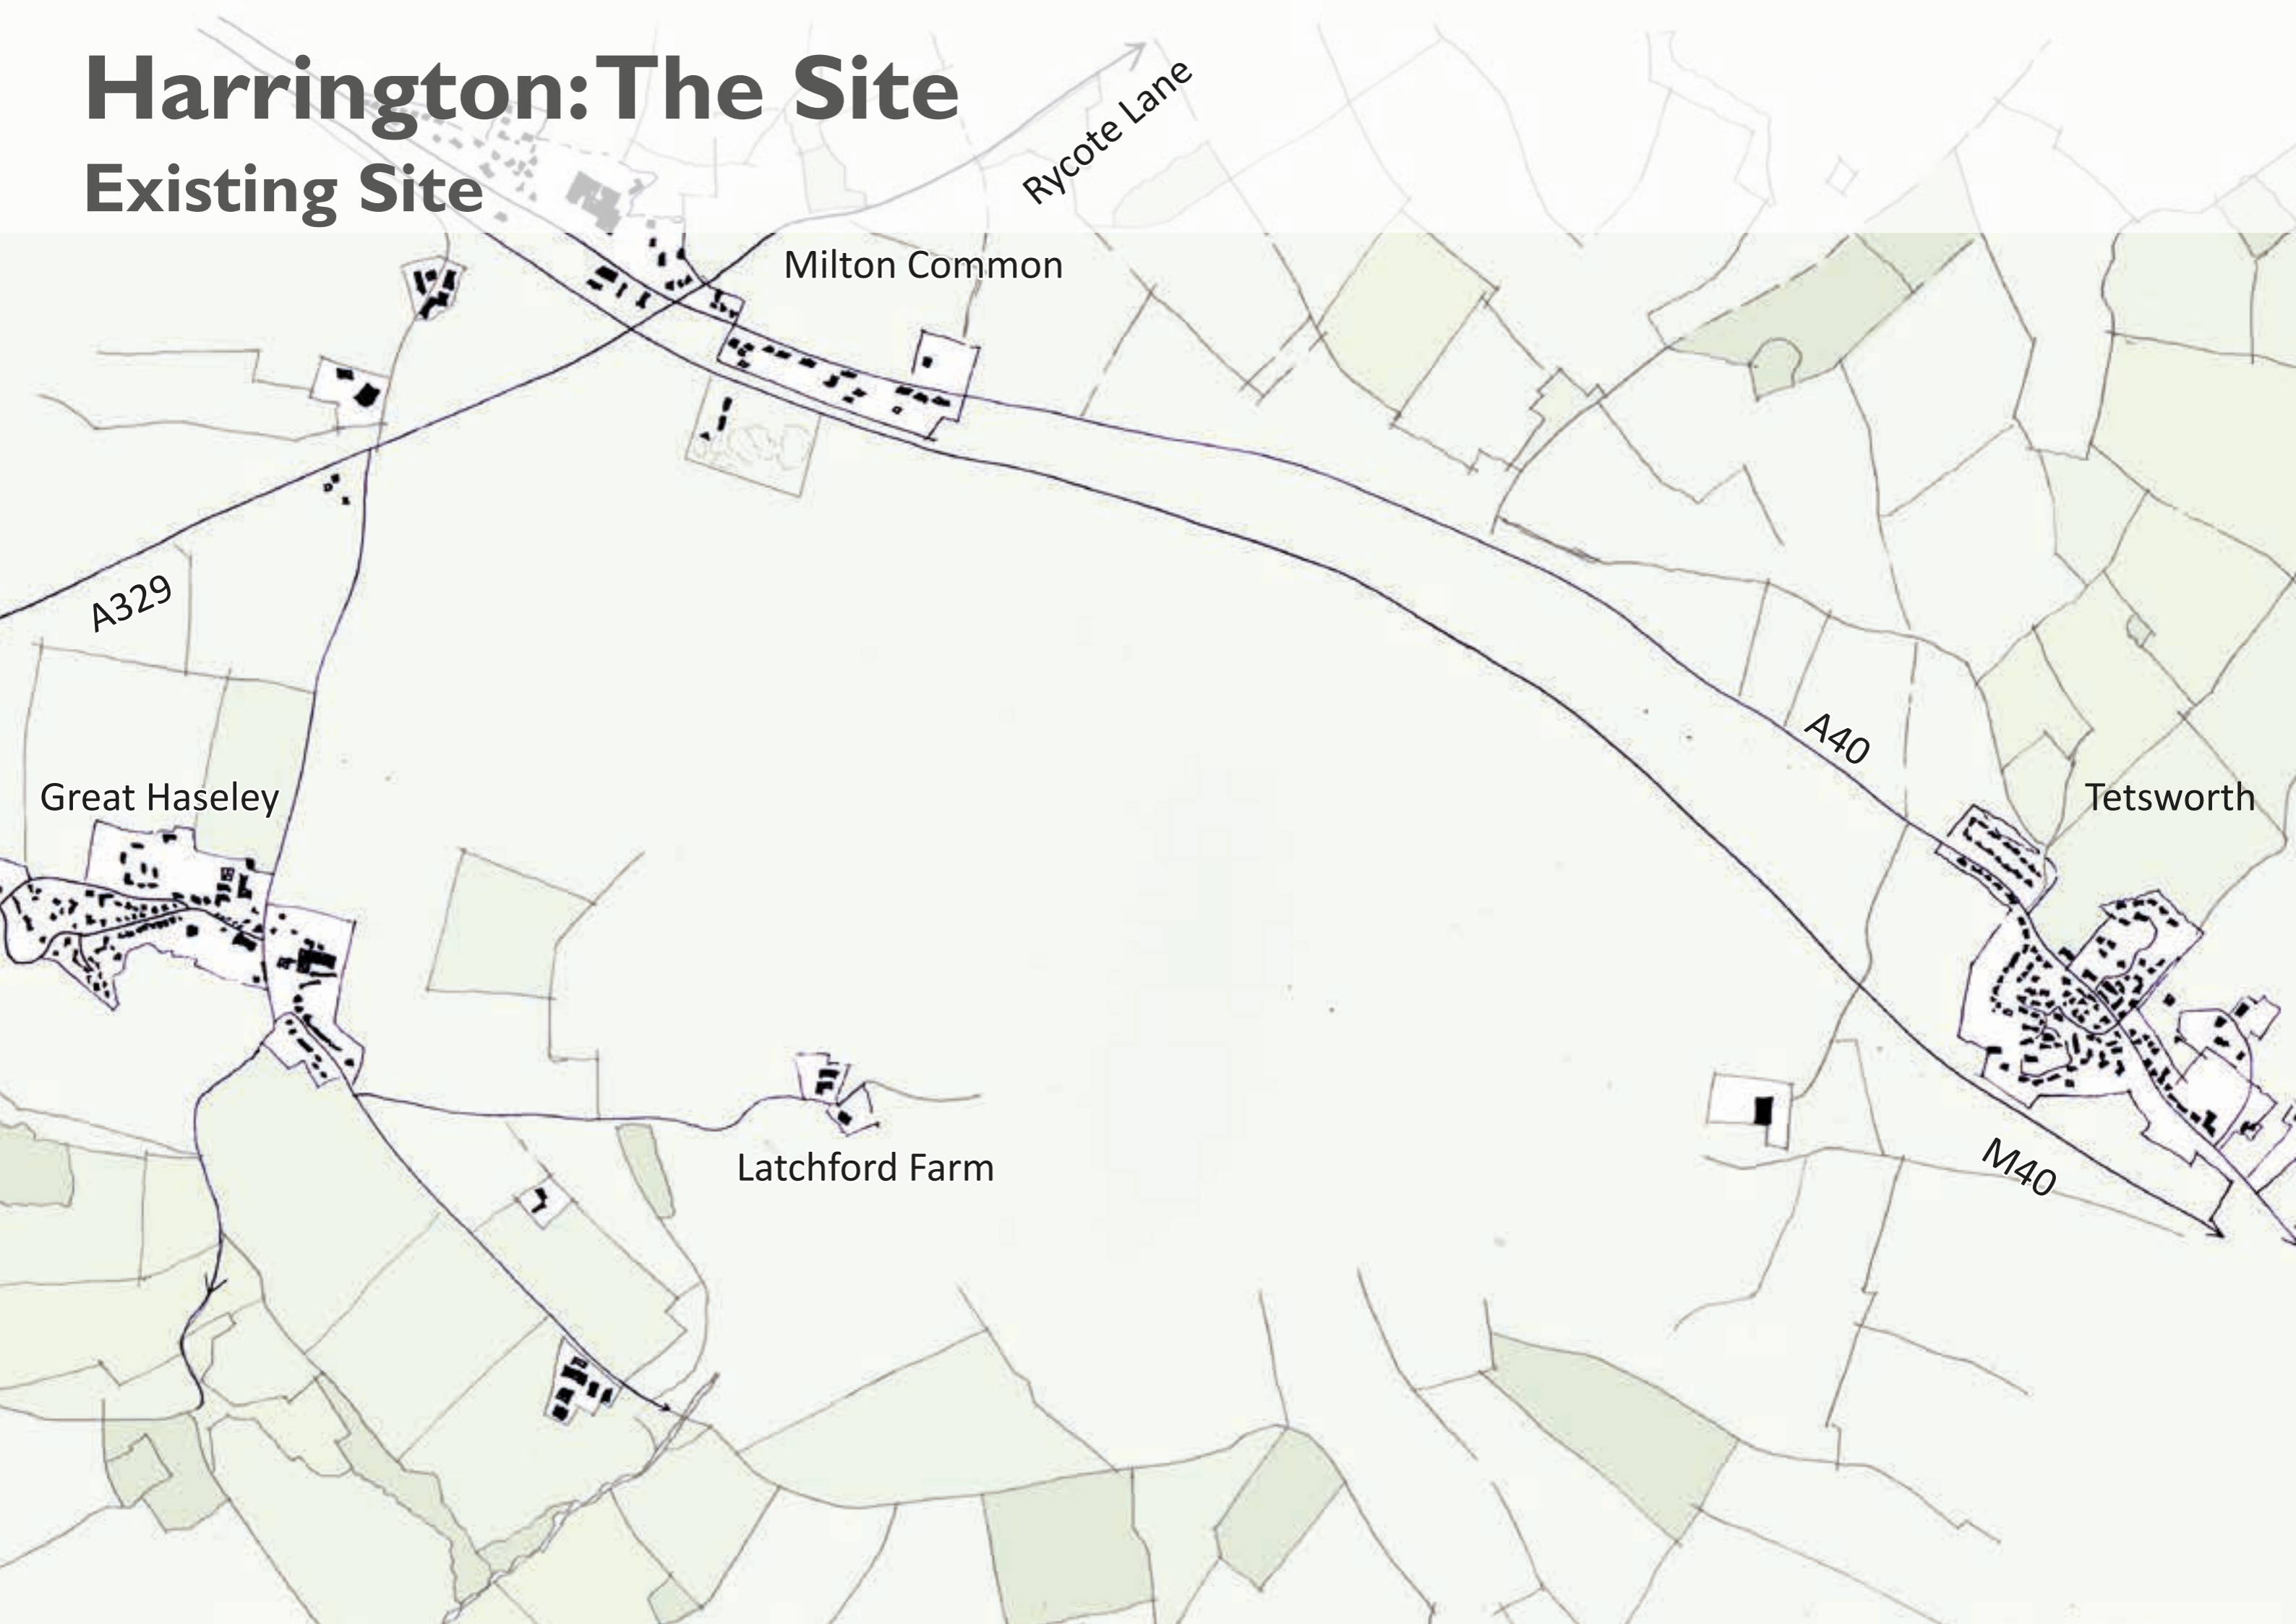 Harrington: The Site
Existing Site
Rycote Lane
Milton Common
A329
A40
Great Haseley
Tetsworth
Latchford Farm
M40